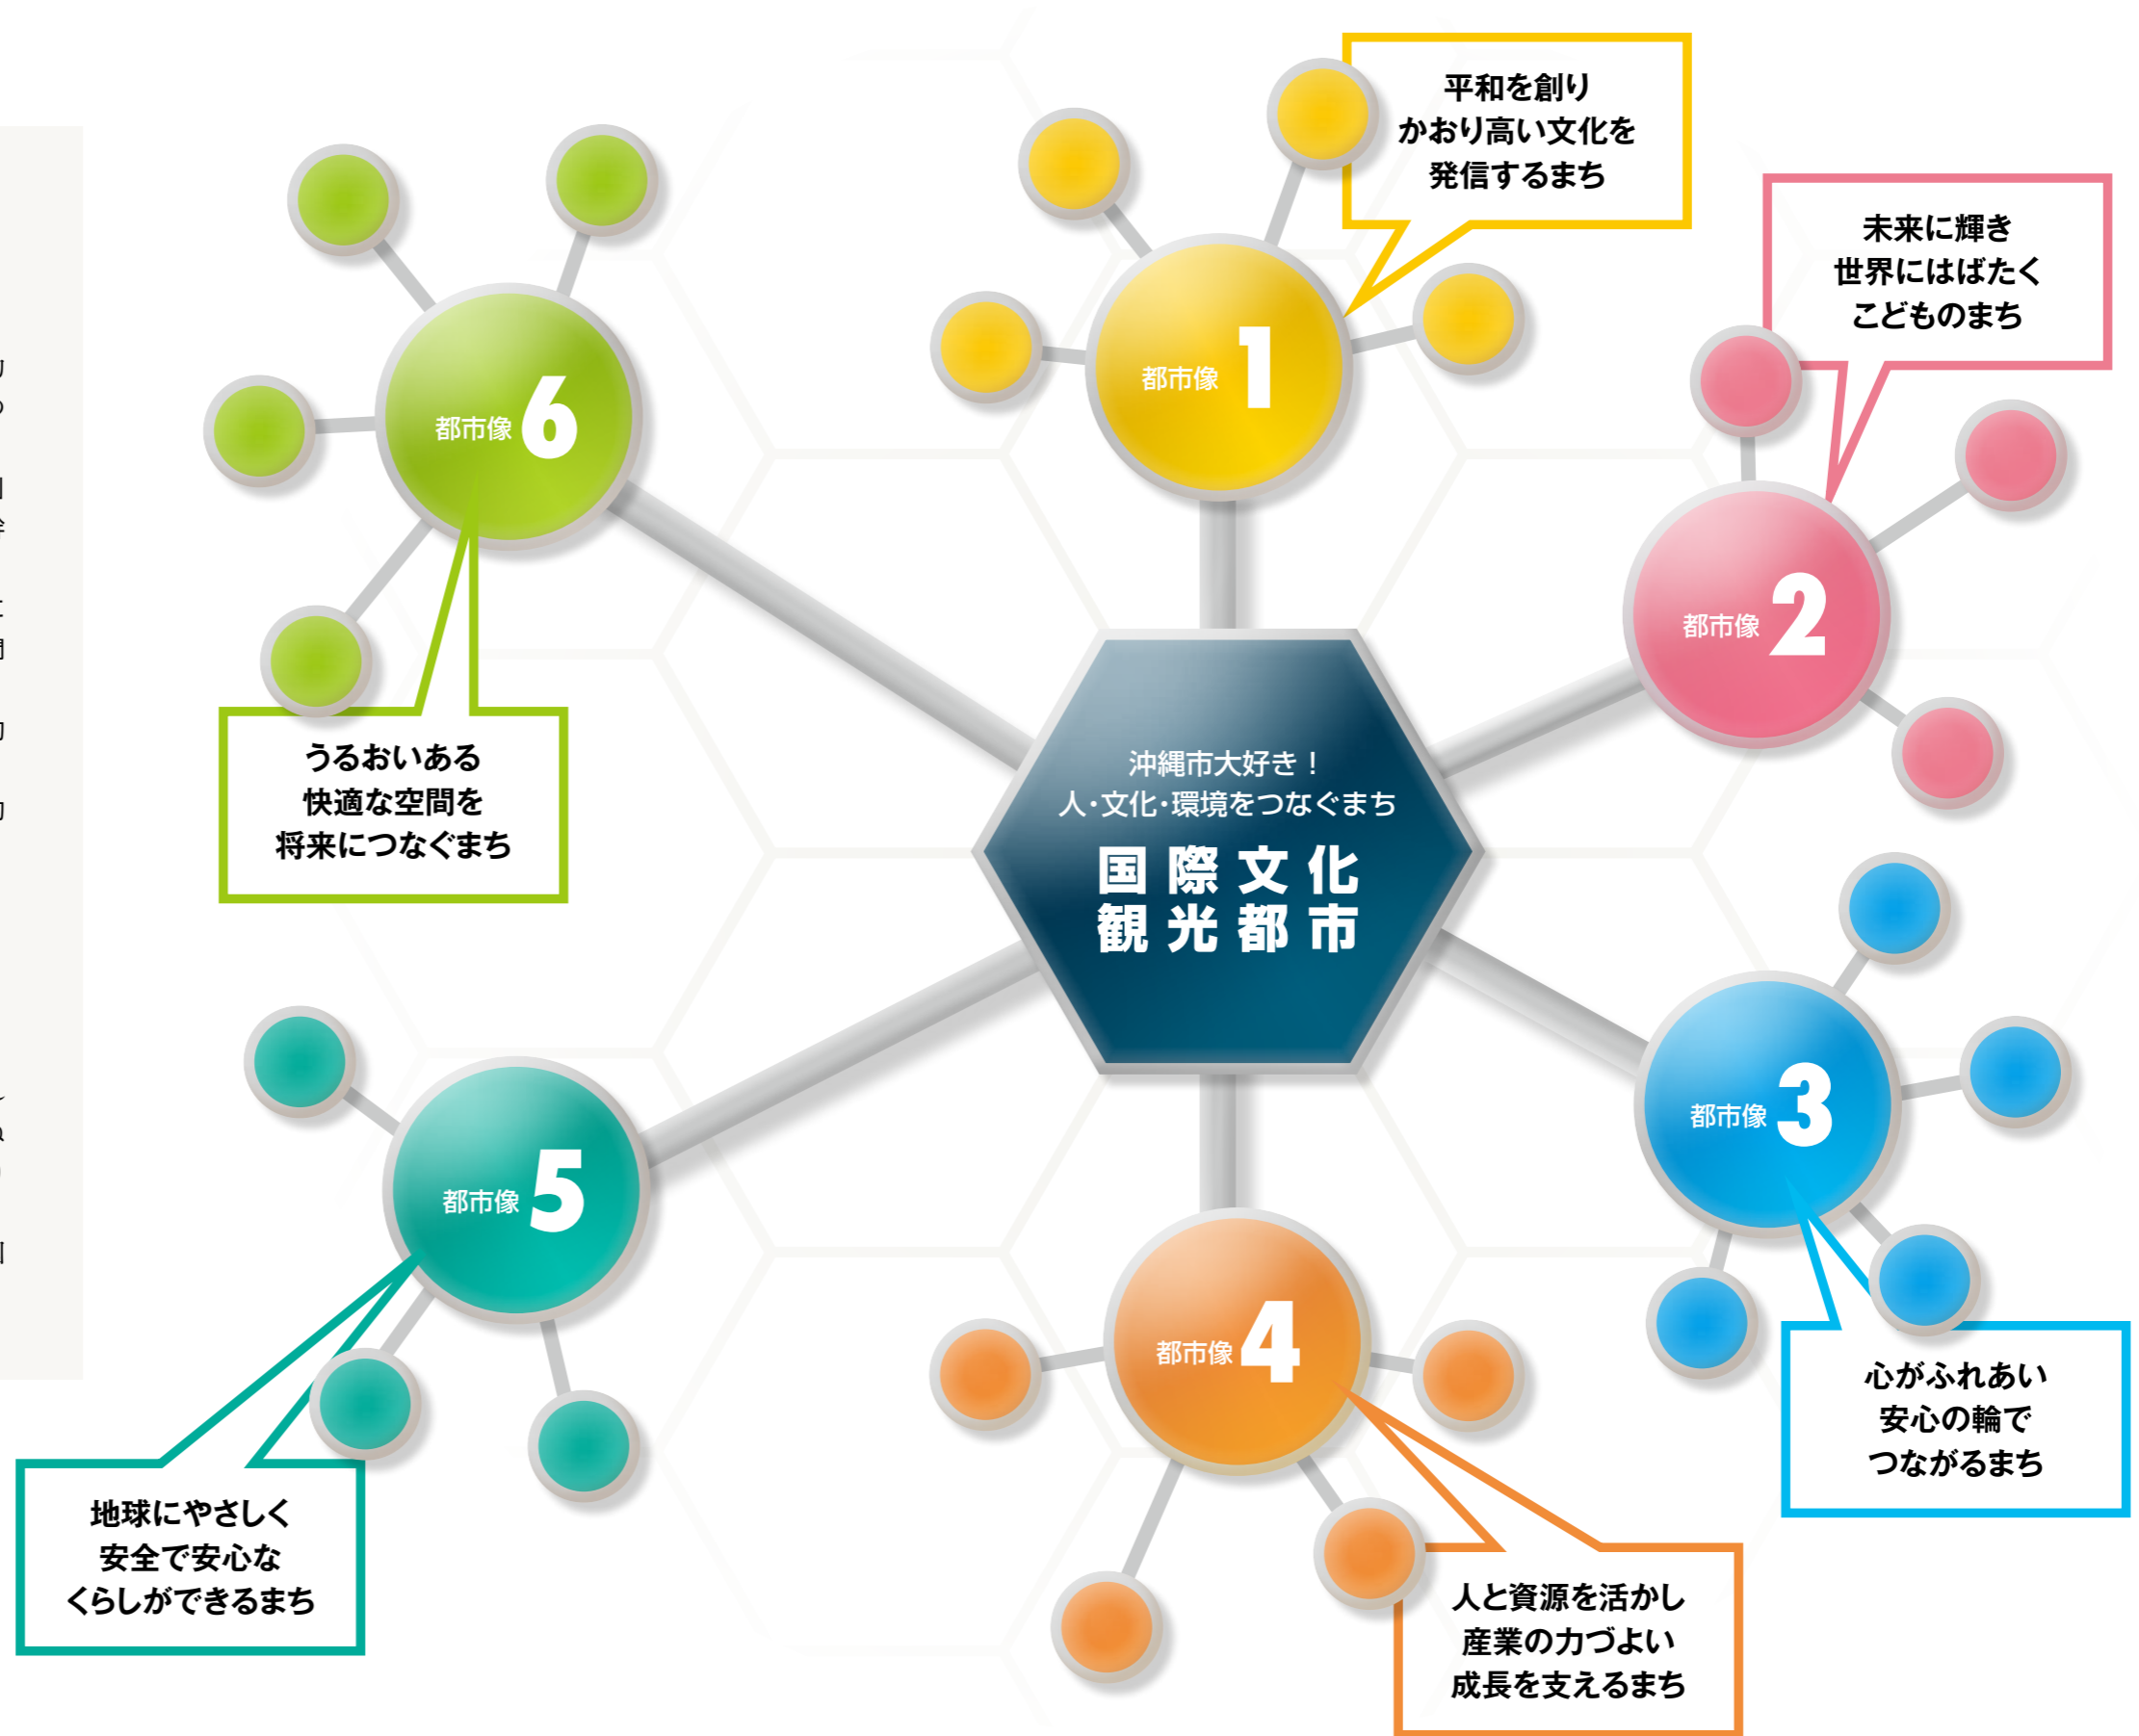 平和を創り
かおり高い文化を
発信するまち
未来に輝き
世界にはばたく
こどものまち
都市像 1
都市像 2
都市像 6
うるおいある
快適な空間を
将来につなぐまち
沖縄市大好き！
人・文化・環境をつなぐまち
国際文化
観光都市
都市像 3
都市像 5
都市像 4
心がふれあい
安心の輪で
つながるまち
地球にやさしく
安全で安心な
くらしができるまち
人と資源を活かし
産業の力づよい
成長を支えるまち